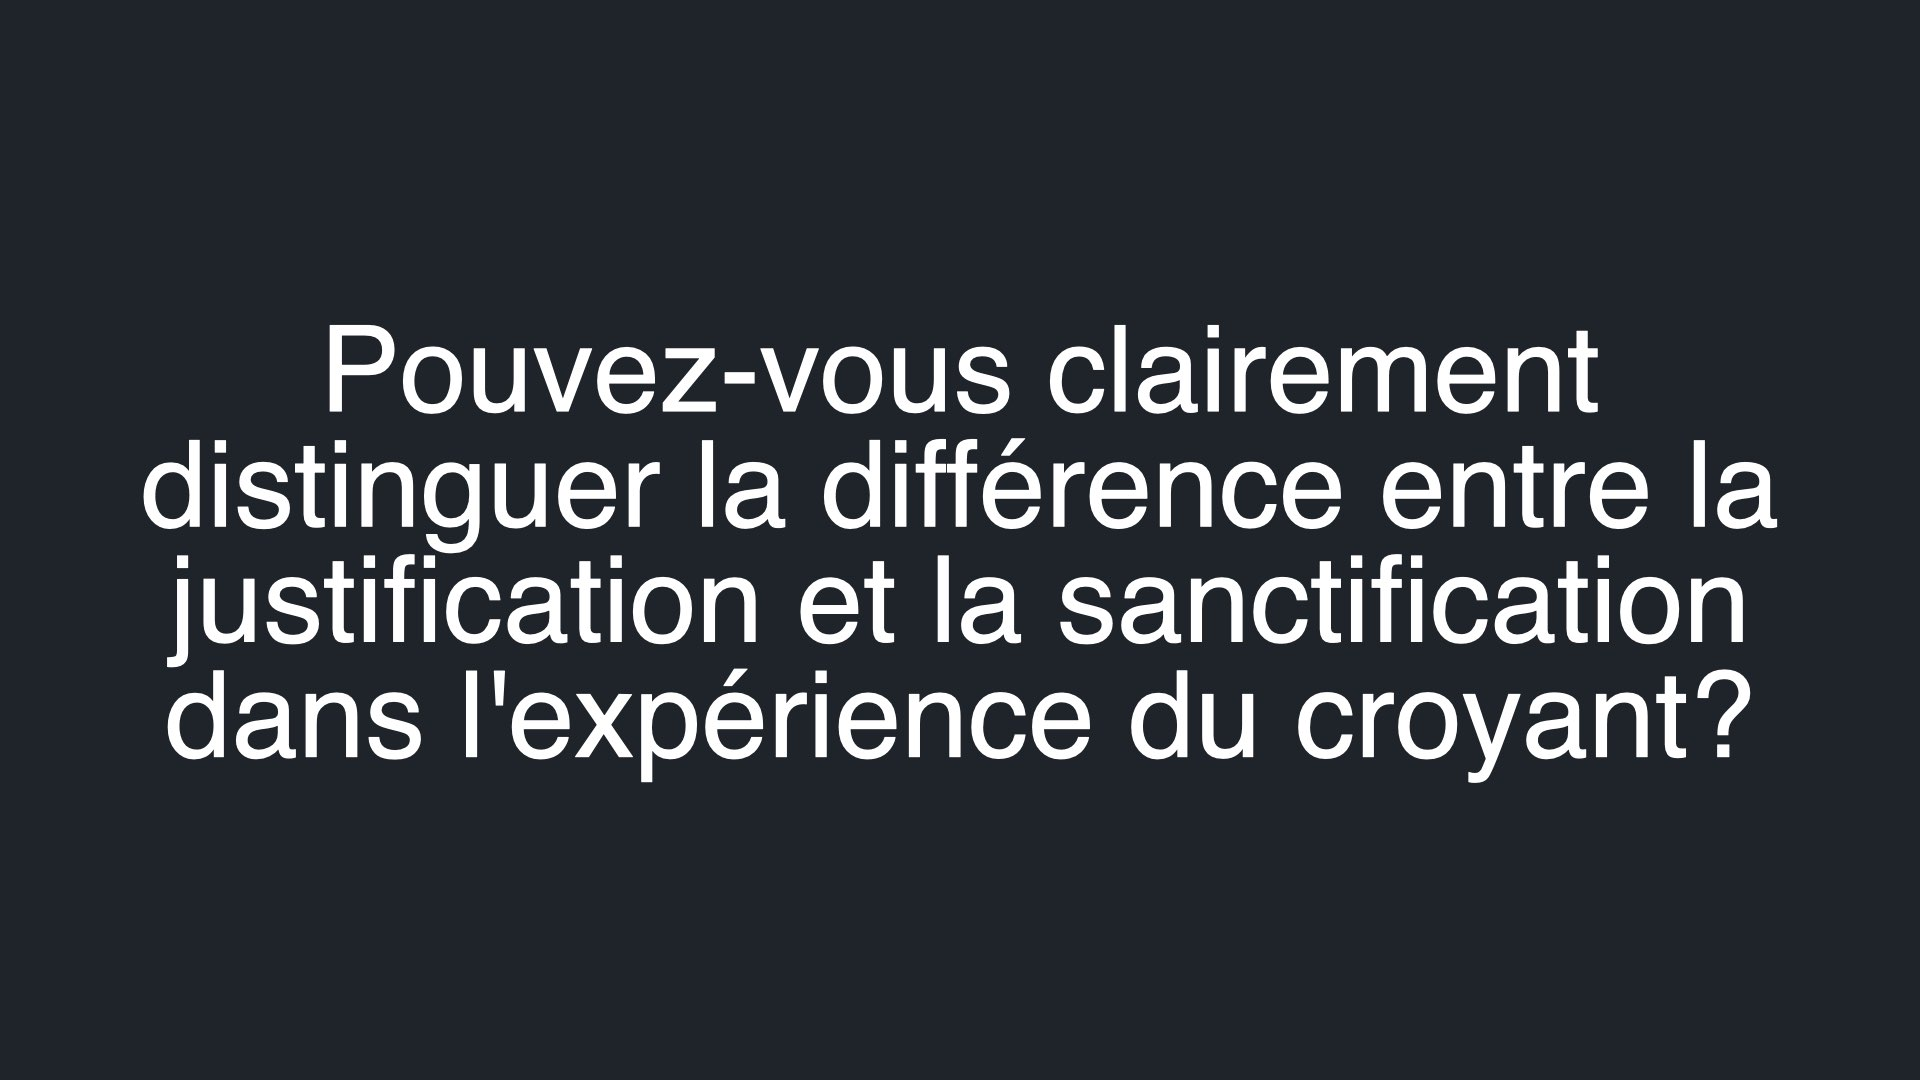 Pouvez-vous clairement
distinguer la différence entre la
justification et la sanctification
dans l'expérience du croyant?